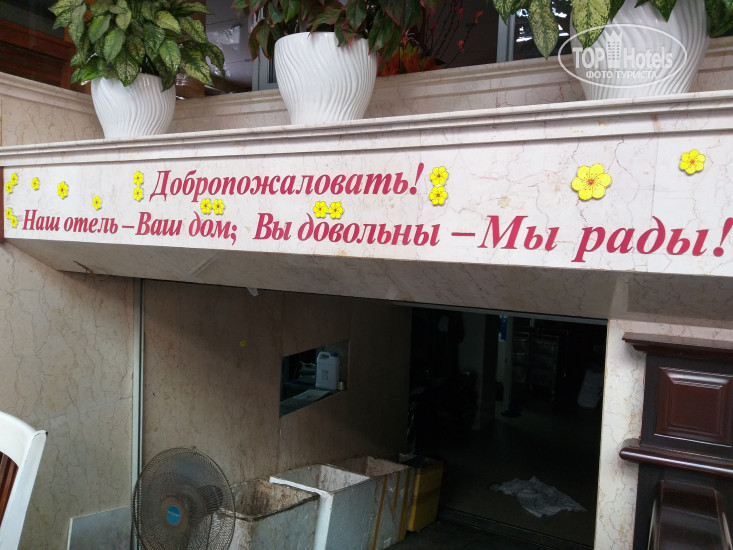 TOP Hotels
ФОТО ТУРИСТА
Добропожаловать!
Наш отель – Ваш дом; Вы довольны – Мы рады!